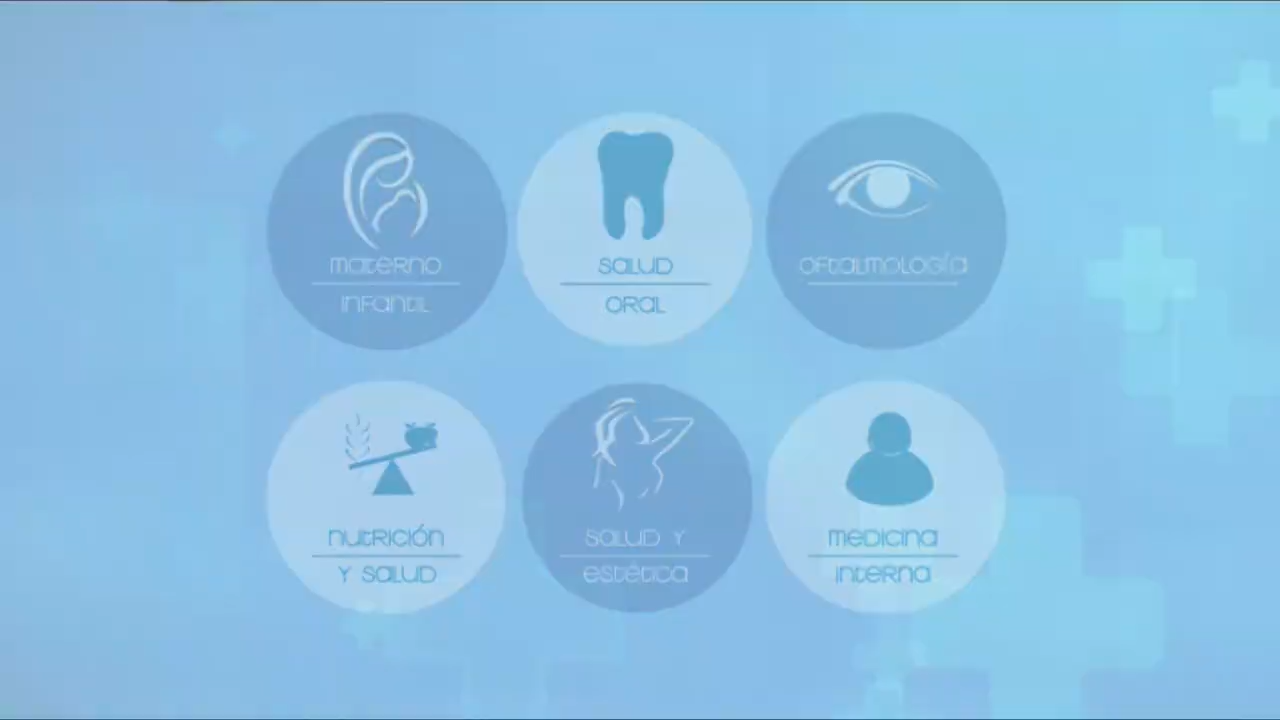 MATERNO
INFANTIL
SALUD
ORAL
OFTALMOLOGÍA
NUTRICIÓN
Y SALUD
SALUD Y
ESTÉTICA
MEDICINA
INTERNA